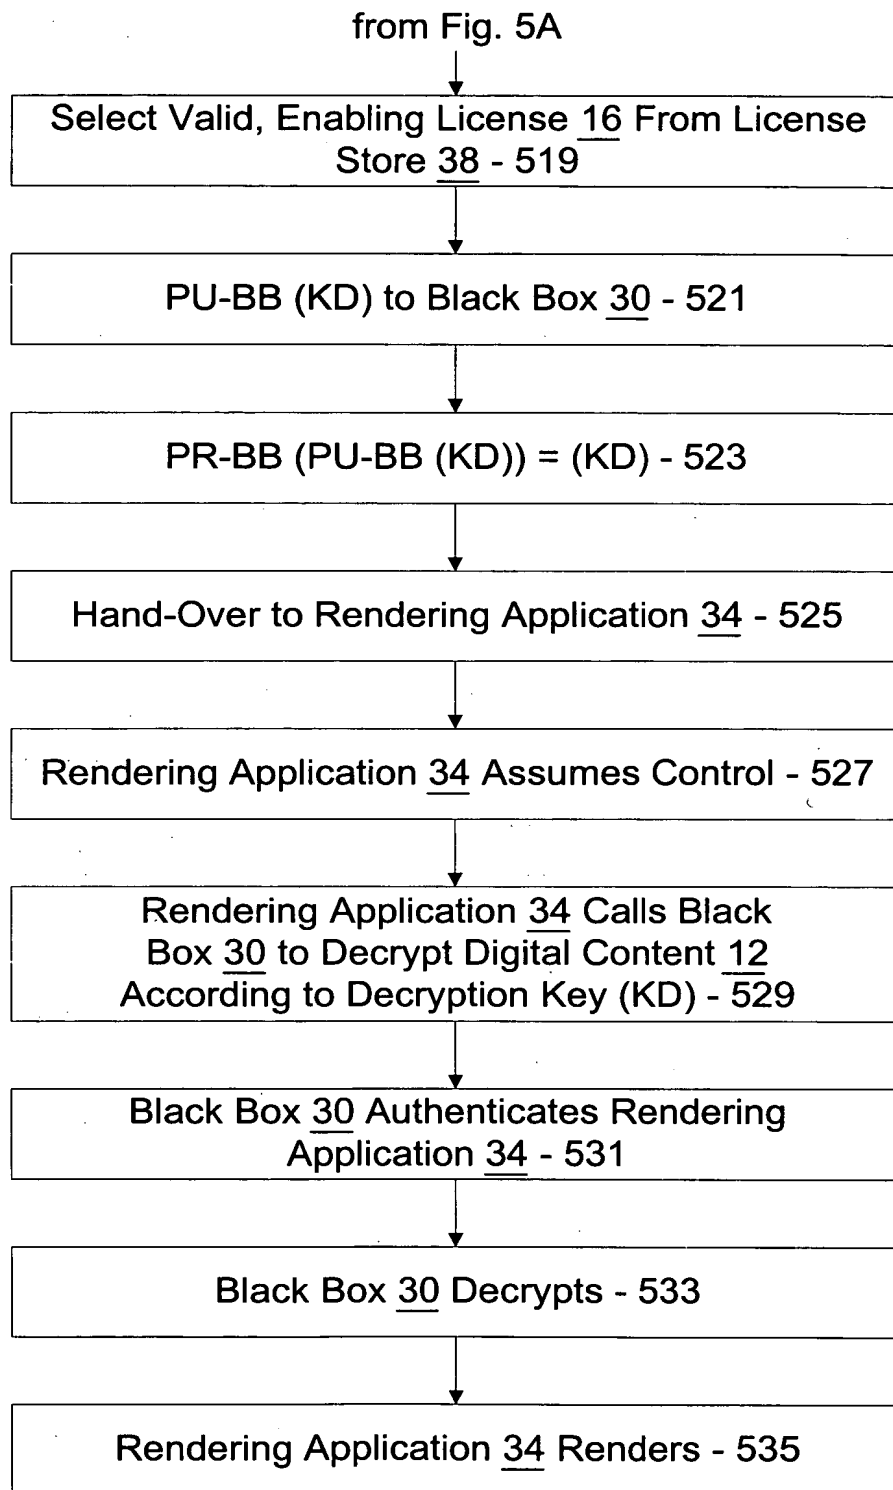 from Fig. 5A
Select Valid, Enabling License 16 From License
Store 38 - 519
PU-BB (KD) to Black Box 30 - 521
PR-BB (PU-BB (KD)) = (KD) - 523
Hand-Over to Rendering Application 34 - 525
Rendering Application 34 Assumes Control - 527
Rendering Application 34 Calls Black
Box 30 to Decrypt Digital Content 12
According to Decryption Key (KD) - 529
Black Box 30 Authenticates Rendering
Application 34 - 531
Black Box 30 Decrypts - 533
Rendering Application 34 Renders - 535